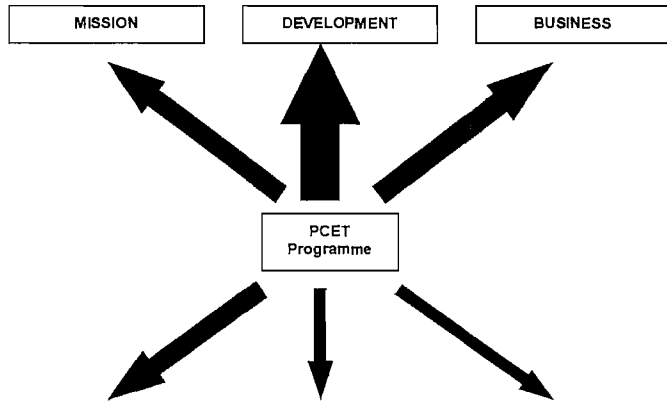 MISSION
DEVELOPMENT
BUSINESS
PCET
Programme